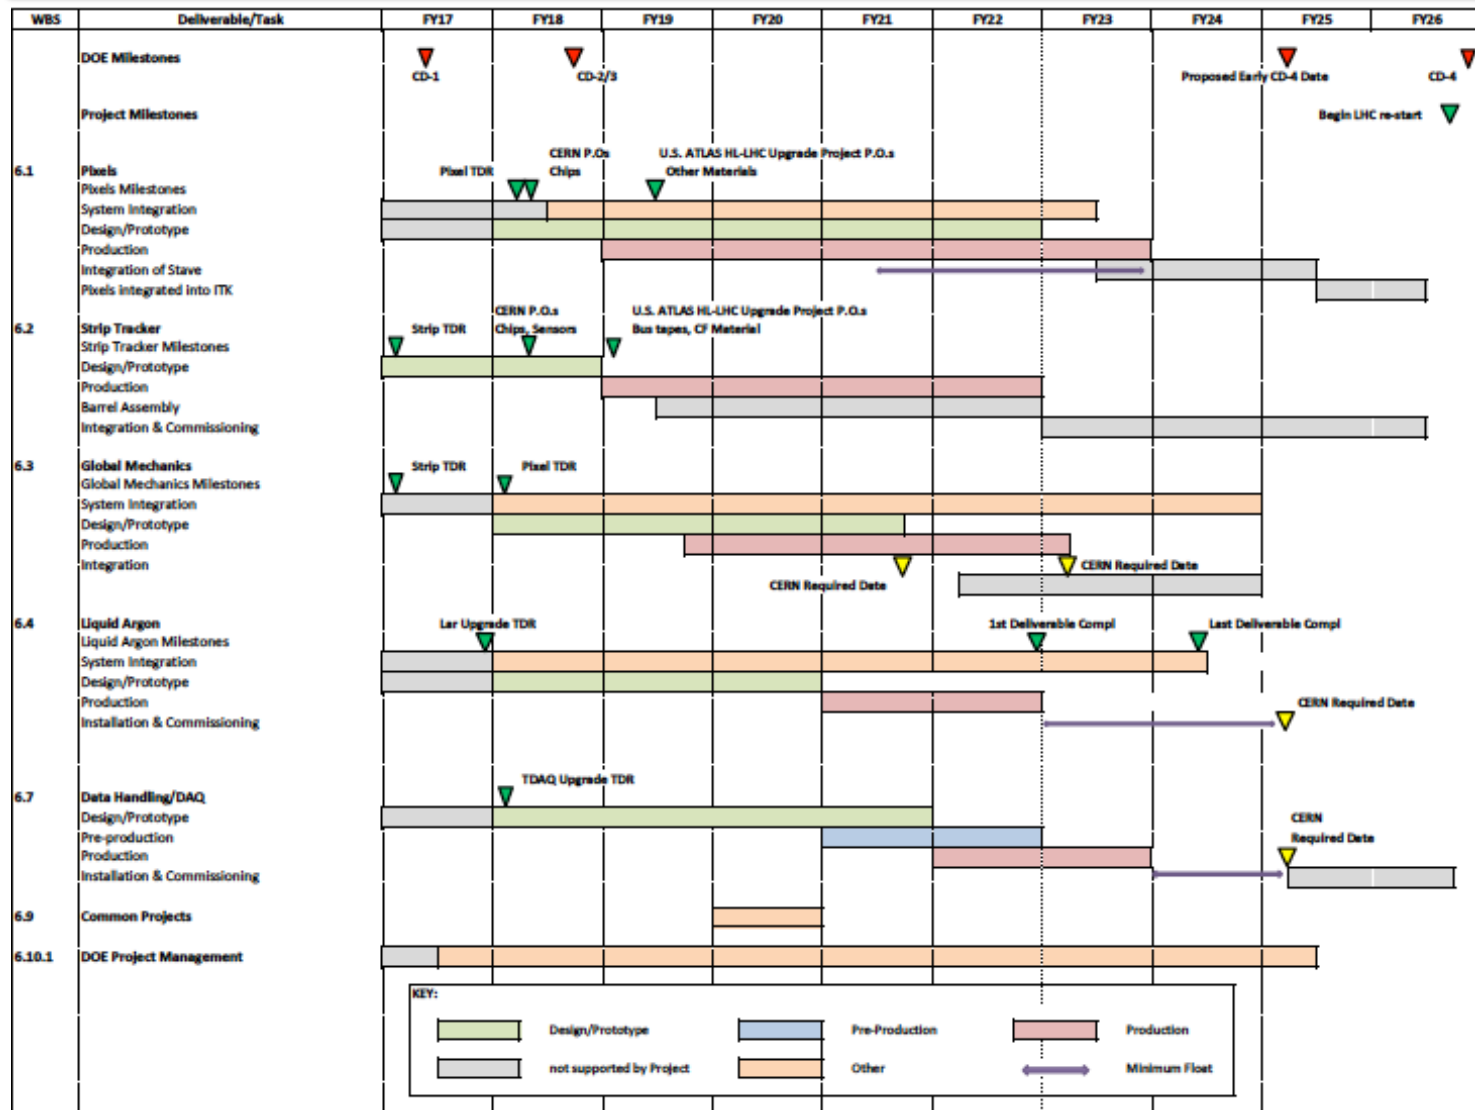 WBS Deliverable/Task FY17 FY18 FY19 FY20 FY21 FY22 FY23 FY24 FY25 FY26
DOE Milestones
CD-1 CD-2/3 Proposed Early CD-4 Date CD-4
Project Milestones Begin LHC re-start
CERN P.Os U.S. ATLAS HL-LHC Upgrade Project P.O.s
6.1 Pixels Pixel TDR Chips Other Materials
Pixels Milestones
System Integration
Design/Prototype
Production
Integration of Stave
Pixels integrated into ITK
CERN P.O.s U.S. ATLAS HL-LHC Upgrade Project P.O.s
6.2 Strip Tracker Strip TDR Chips, Sensors Bus tapes, CF Material
Strip Tracker Milestones
Design/Prototype
Production
Barrel Assembly
Integration & Commissioning
6.3 Global Mechanics Strip TDR Pixel TDR
Global Mechanics Milestones
System Integration
Design/Prototype
Production
Integration CERN Required Date
CERN Required Date
6.4 Liquid Argon Lar Upgrade TDR 1st Deliverable Compl Last Deliverable Compl
Liquid Argon Milestones
System Integration
Design/Prototype
Production CERN Required Date
Installation & Commissioning
TDAQ Upgrade TDR
6.7 Data Handling/DAQ
Design/Prototype CERN
Pre-production Required Date
Production
Installation & Commissioning
6.9 Common Projects
6.10.1 DOE Project Management
KEY:
Design/Prototype Pre-Production Production
not supported by Project Other Minimum Float